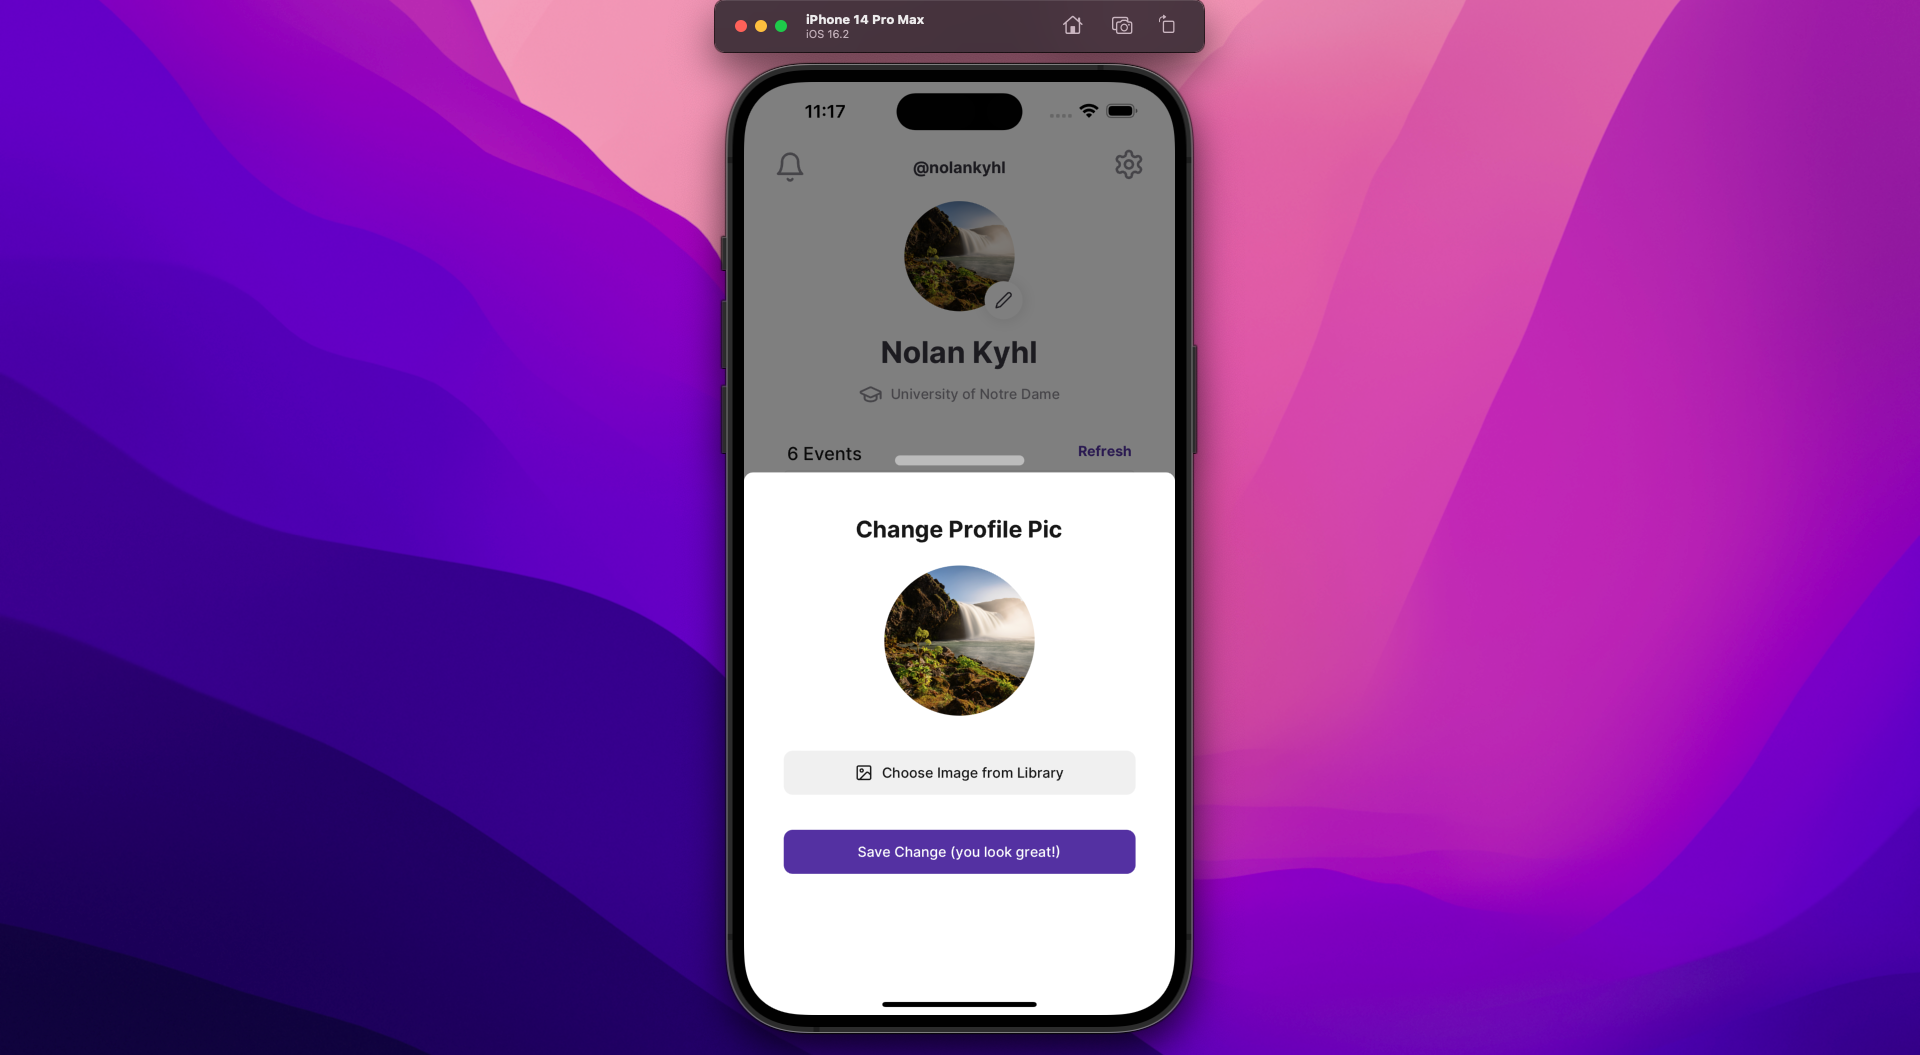 iPhone 14 Pro Max
iOS 16.2
11:17
@nolankyhl
Nolan Kyhl
University of Notre Dame
6 Events
Refresh
Change Profile Pic
Choose Image from Library
Save Change (you look great!)